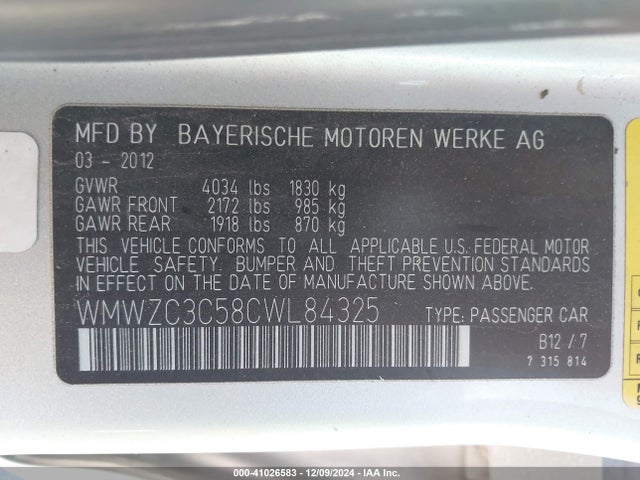 MFD BY BAYERISCHE MOTOREN WERKE AG
03 - 2012
GVWR 4034 lbs 1830 kg
GAWR FRONT 2172 lbs 985 kg
GAWR REAR 1918 lbs 870 kg
THIS VEHICLE CONFORMS TO ALL APPLICABLE U.S. FEDERAL MOTOR
VEHICLE SAFETY. BUMPER AND THEFT PREVENTION STANDARDS
IN EFFECT ON THE DATE OF MANUFACTURE SHOWN ABOVE.
WMWZC3C58CWL84325 TYPE: PASSENGER CAR
B12 / 7
7 315 814
000-41026583 - 12/09/2024 - IAA Inc.